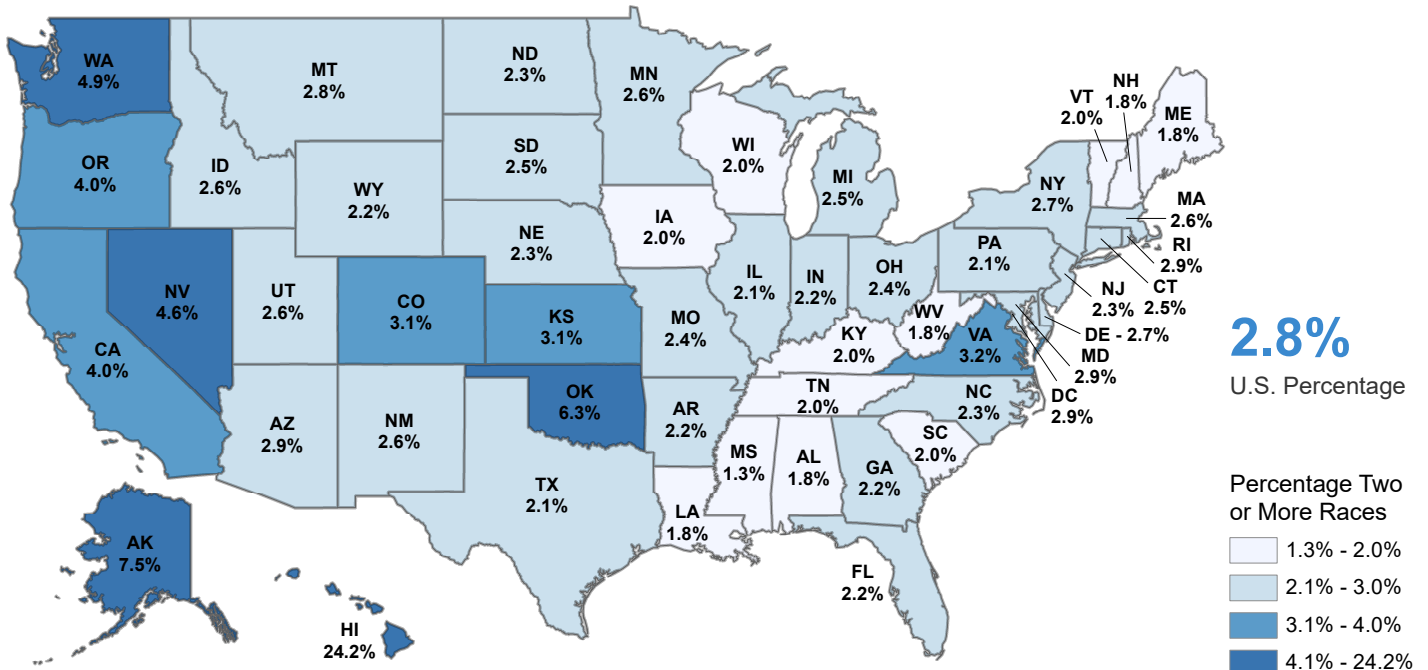 WA
4.9%
MT
2.8%
ND
2.3%
MN
2.6%
VT
2.0%
NH
1.8%
ME
1.8%
OR
4.0%
ID
2.6%
WY
2.2%
SD
2.5%
WI
2.0%
MI
2.5%
NY
2.7%
MA
2.6%
RI
2.9%
CT
2.5%
NV
4.6%
UT
2.6%
CO
3.1%
NE
2.3%
KS
3.1%
IA
2.0%
IL
2.1%
IN
2.2%
OH
2.4%
PA
2.1%
NJ
2.3%
DE - 2.7%
MD
2.9%
DC
2.9%
CA
4.0%
MO
2.4%
KY
2.0%
WV
1.8%
VA
3.2%
AZ
2.9%
NM
2.6%
OK
6.3%
AR
2.2%
TN
2.0%
NC
2.3%
SC
2.0%
TX
2.1%
LA
1.8%
MS
1.3%
AL
1.8%
GA
2.2%
FL
2.2%
AK
7.5%
HI
24.2%
2.8%
U.S. Percentage
Percentage Two
or More Races
1.3% - 2.0%
2.1% - 3.0%
3.1% - 4.0%
4.1% - 24.2%